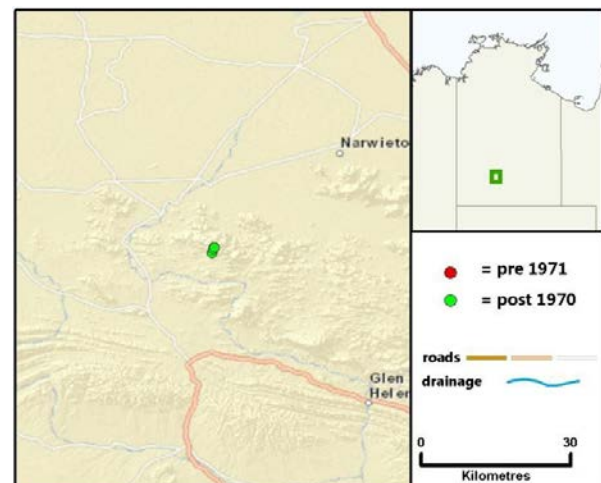 Narwieto
Glen
Helen
= pre 1971
= post 1970
roads
drainage
0 30
Kilometres